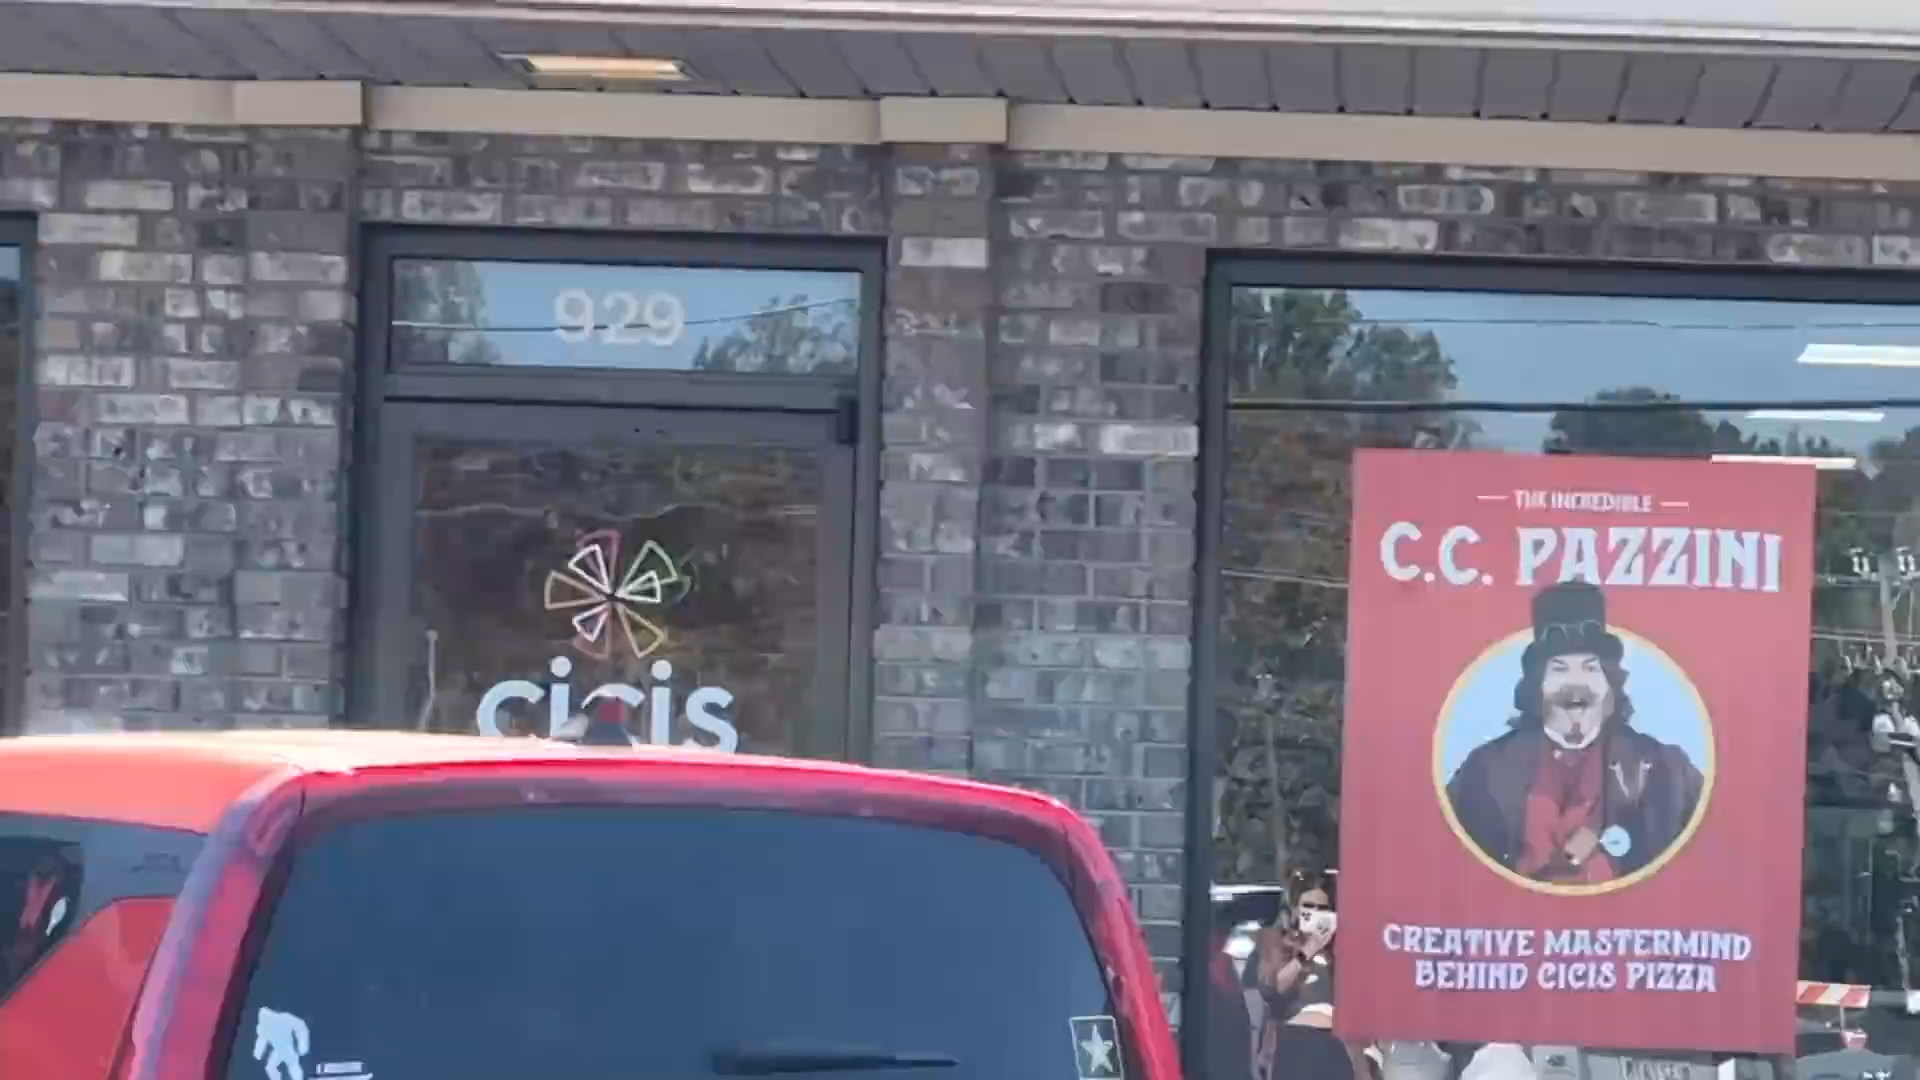 929
cicis
THE INCREDIBLE
C.C. PAZZINI
CREATIVE MASTERMIND
BEHIND CICIS PIZZA